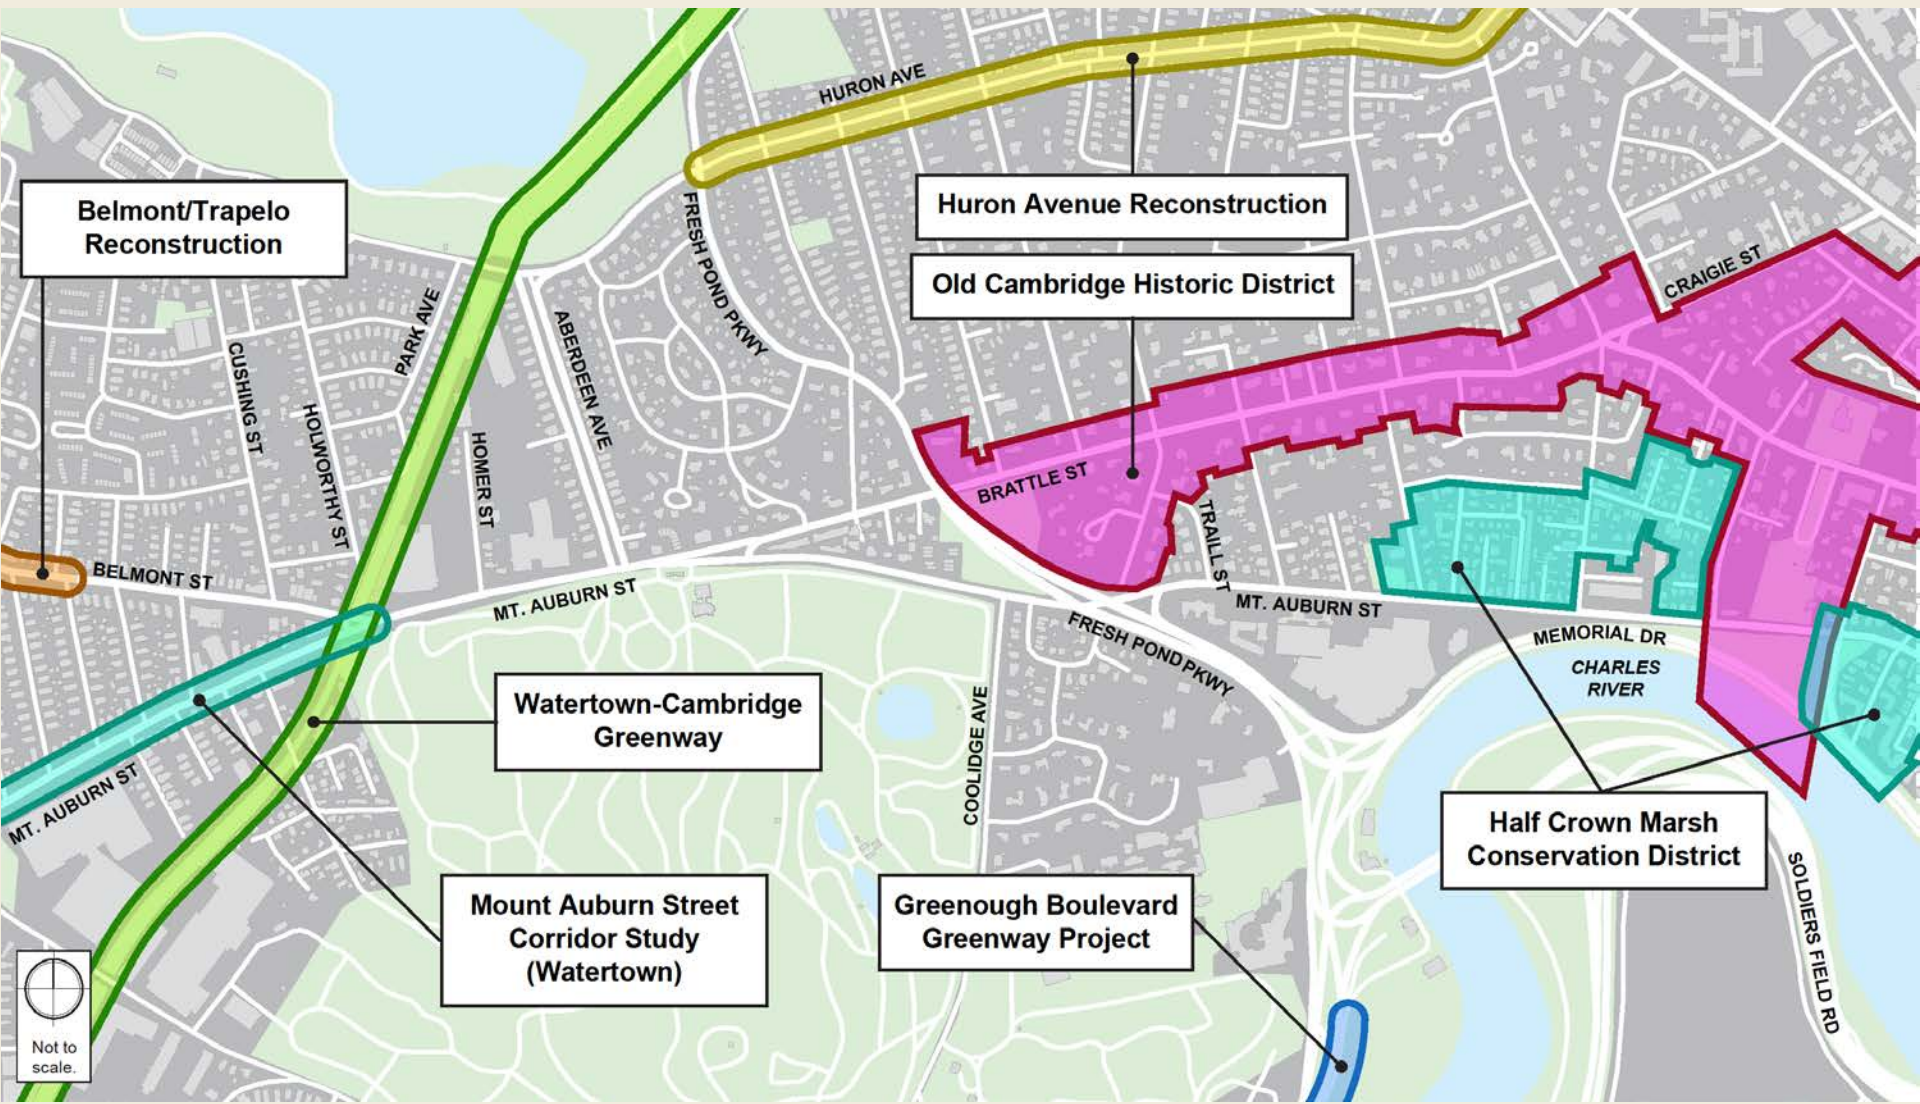 HURON AVE
Belmont/Trapelo
Reconstruction
Huron Avenue Reconstruction
Old Cambridge Historic District
FRESH POND PKWY
CRAIGIE ST
PARK AVE
ABERDEEN AVE
CUSHING ST
HOLWORTHY ST
HOMER ST
BRATTLE ST
TRAILL ST
BELMONT ST
MT. AUBURN ST
MT. AUBURN ST
FRESH POND PKWY
MEMORIAL DR
CHARLES
RIVER
Watertown-Cambridge
Greenway
COOLIDGE AVE
MT. AUBURN ST
Half Crown Marsh
Conservation District
Mount Auburn Street
Corridor Study
(Watertown)
Greenough Boulevard
Greenway Project
SOLDIERS FIELD RD
Not to
scale.